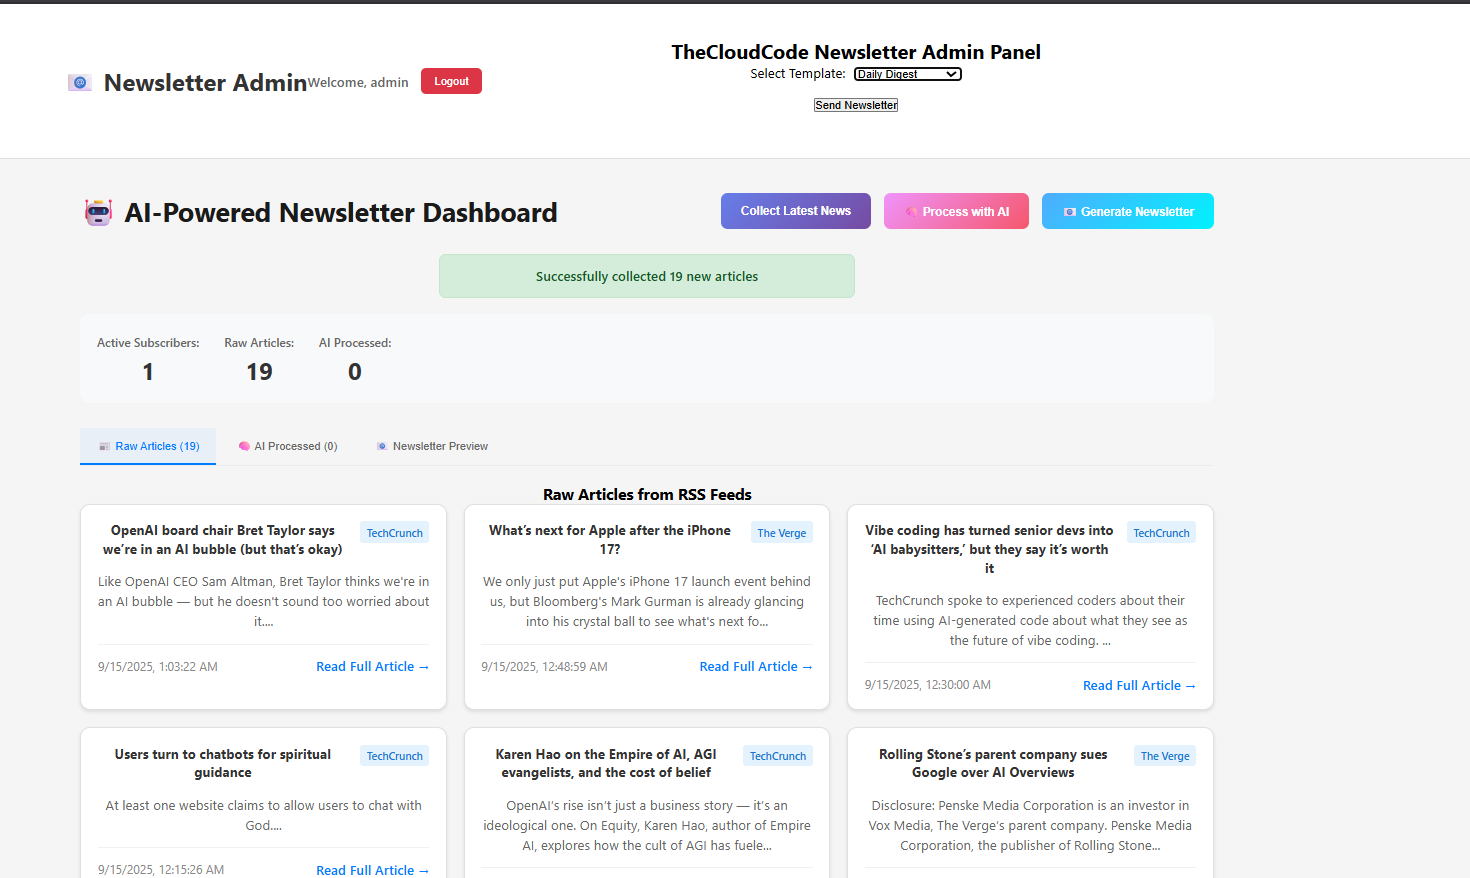 Newsletter Admin
Welcome, admin
Logout
TheCloudCode Newsletter Admin Panel
Select Template: Daily Digest
Send Newsletter
AI-Powered Newsletter Dashboard
Collect Latest News
Process with AI
Generate Newsletter
Successfully collected 19 new articles
Active Subscribers:
1
Raw Articles:
19
AI Processed:
0
Raw Articles (19)
AI Processed (0)
Newsletter Preview
Raw Articles from RSS Feeds
OpenAI board chair Bret Taylor says
we’re in an AI bubble (but that’s okay)
TechCrunch
Like OpenAI CEO Sam Altman, Bret Taylor thinks we're in
an AI bubble — but he doesn't sound too worried about
it....
9/15/2025, 1:03:22 AM
Read Full Article →
What’s next for Apple after the iPhone
17?
The Verge
We only just put Apple's iPhone 17 launch event behind
us, but Bloomberg's Mark Gurman is already glancing
into his crystal ball to see what's next fo...
9/15/2025, 12:48:59 AM
Read Full Article →
Vibe coding has turned senior devs into
‘AI babysitters,’ but they say it’s worth
it
TechCrunch
TechCrunch spoke to experienced coders about their
time using AI-generated code about what they see as
the future of vibe coding. ...
9/15/2025, 12:30:00 AM
Read Full Article →
Users turn to chatbots for spiritual
guidance
TechCrunch
At least one website claims to allow users to chat with
God....
9/15/2025, 12:15:26 AM
Read Full Article →
Karen Hao on the Empire of AI, AGI
evangelists, and the cost of belief
TechCrunch
OpenAI’s rise isn’t just a business story — it’s an
ideological one. On Equity, Karen Hao, author of Empire
AI, explores how the cult of AGI has fuele...
Rolling Stone’s parent company sues
Google over AI Overviews
The Verge
Disclosure: Penske Media Corporation is an investor in
Vox Media, The Verge’s parent company. Penske Media
Corporation, the publisher of Rolling Stone...